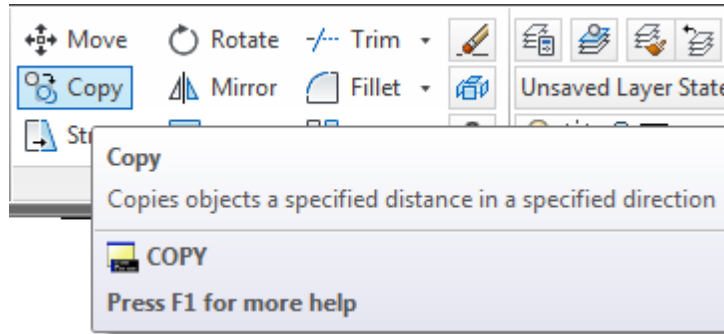 Move Rotate Trim
Copy Mirror Fillet Unsaved Layer State
Copy
Copies objects a specified distance in a specified direction
COPY
Press F1 for more help